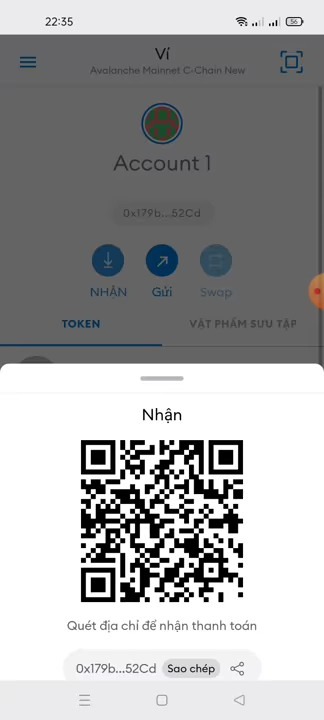 22:35
56
Ví
Avalanche Mainnet C-Chain New
Account 1
0x179b...52Cd
NHẬN
Gửi
Swap
TOKEN
VẬT PHẨM SƯU TẬP
Nhận
Quét địa chỉ để nhận thanh toán
0x179b...52Cd
Sao chép